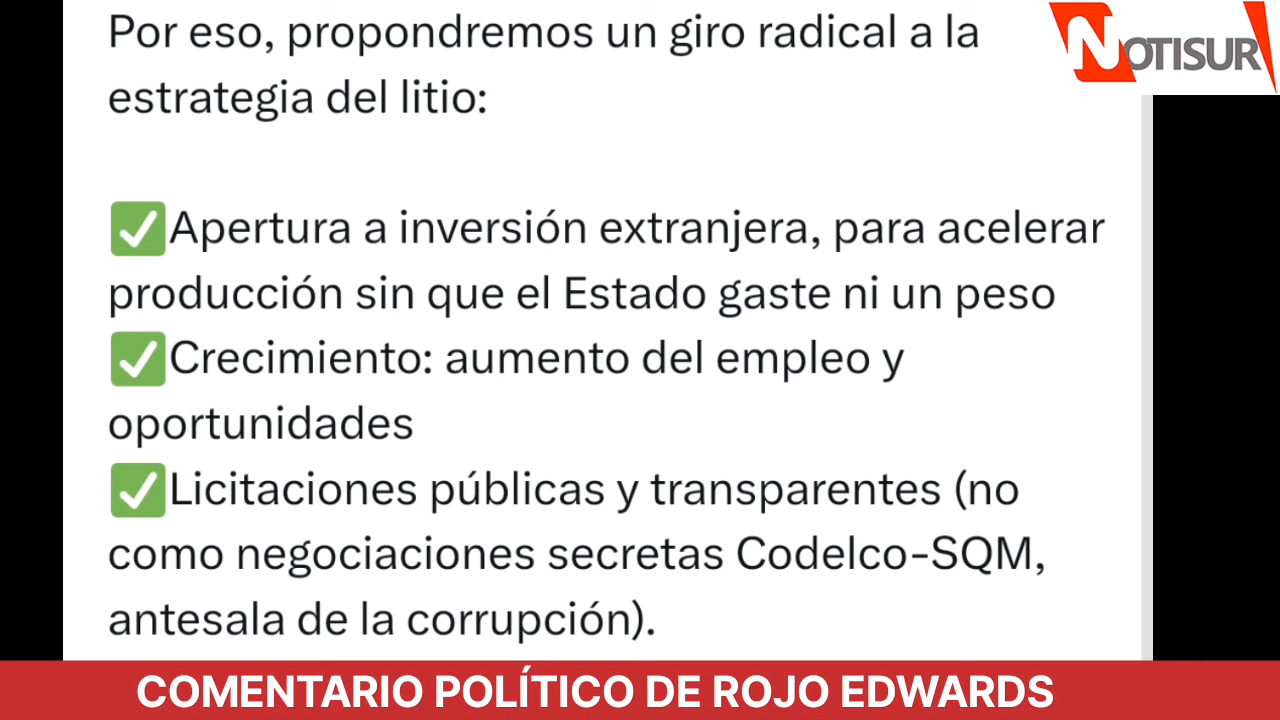 Por eso, propondremos un giro radical a la
estrategia del litio:
✅Apertura a inversión extranjera, para acelerar
producción sin que el Estado gaste ni un peso
✅Crecimiento: aumento del empleo y
oportunidades
✅Licitaciones públicas y transparentes (no
como negociaciones secretas Codelco-SQM,
antesala de la corrupción).
NOTISUR
COMENTARIO POLÍTICO DE ROJO EDWARDS